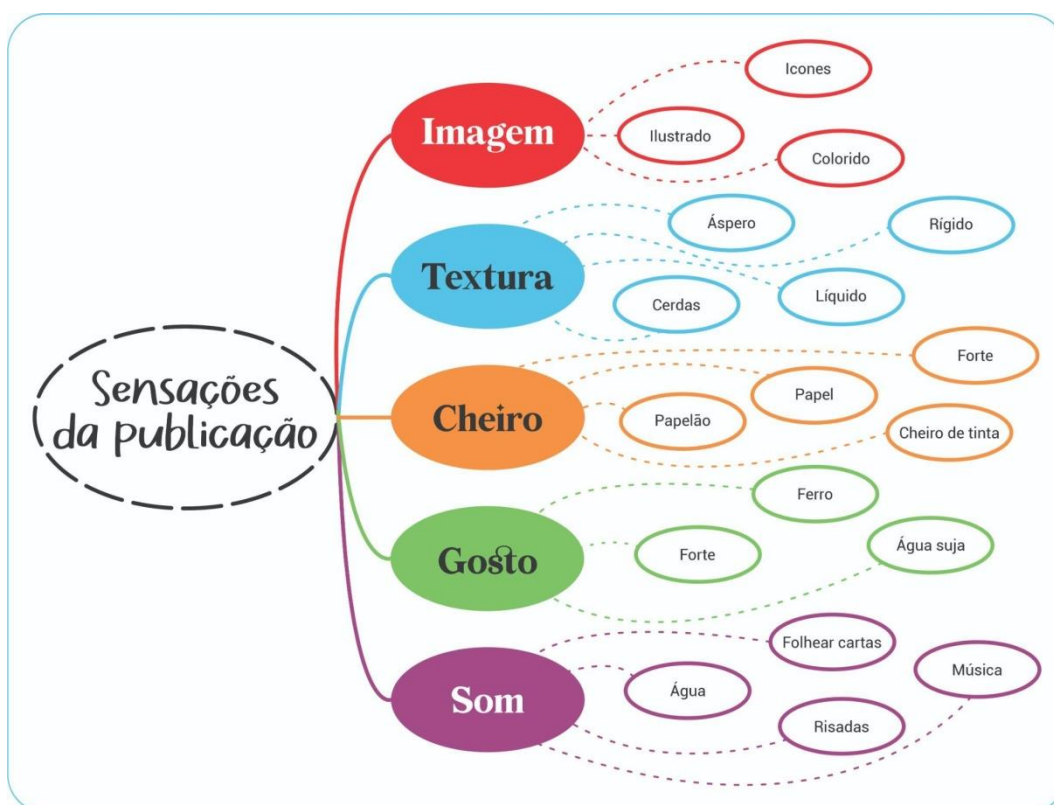 Sensações
da publicação
Imagem
Icones
Ilustrado
Colorido
Textura
Áspero
Rígido
Líquido
Cerdas
Cheiro
Forte
Papel
Papelão
Cheiro de tinta
Gosto
Ferro
Forte
Água suja
Som
Folhear cartas
Água
Música
Risadas